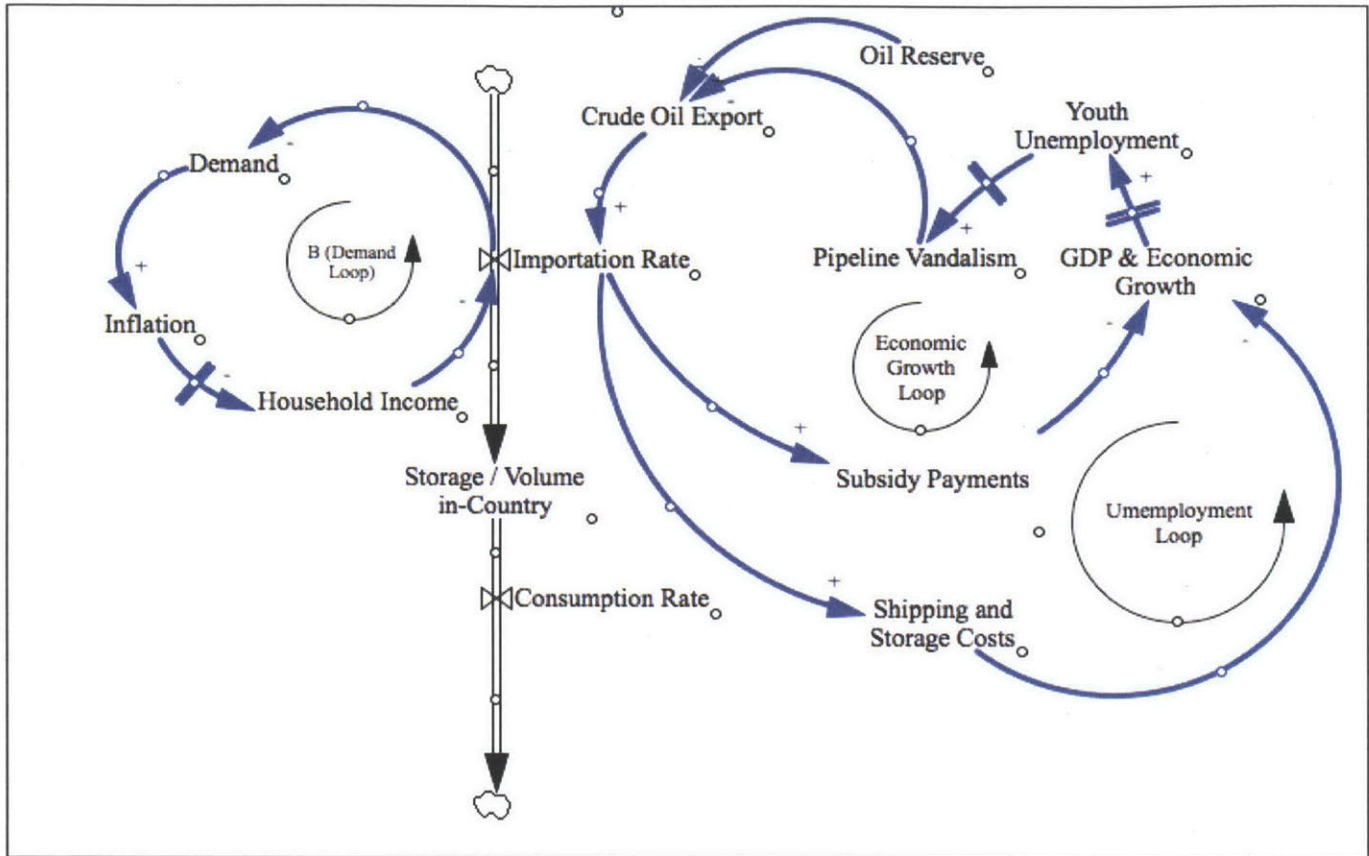 Oil Reserve
Crude Oil Export
-
-
Youth
Unemployment
Demand
-
+
+
+
Importation Rate
Pipeline Vandalism
GDP & Economic
Growth
B (Demand
Loop)
+
Inflation
-
-
Household Income
-
Economic
Growth
Loop
-
-
+
Storage / Volume
in-Country
Subsidy Payments
Umemployment
Loop
+
Consumption Rate
Shipping and
Storage Costs